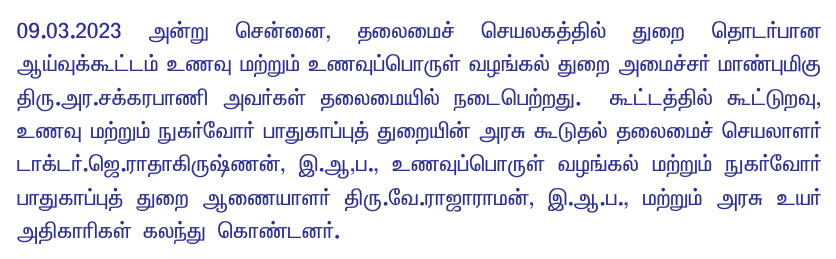 09.03.2023 அன்று சென்னை, தலைமைச் செயலகத்தில் துறை தொடர்பான
ஆய்வுக்கூட்டம் உணவு மற்றும் உணவுப்பொருள் வழங்கல் துறை அமைச்சர் மாண்புமிகு
திரு.அர.சக்கரபாணி அவர்கள் தலைமையில் நடைபெற்றது. கூட்டத்தில் கூட்டுறவு,
உணவு மற்றும் நுகர்வோர் பாதுகாப்புத் துறையின் அரசு கூடுதல் தலைமைச் செயலாளர்
டாக்டர்.ஜெ.ராதாகிருஷ்ணன், இ.ஆ,ப., உணவுப்பொருள் வழங்கல் மற்றும் நுகர்வோர்
பாதுகாப்புத் துறை ஆணையாளர் திரு.வே.ராஜாராமன், இ.ஆ.ப., மற்றும் அரசு உயர்
அதிகாரிகள் கலந்து கொண்டனர்.